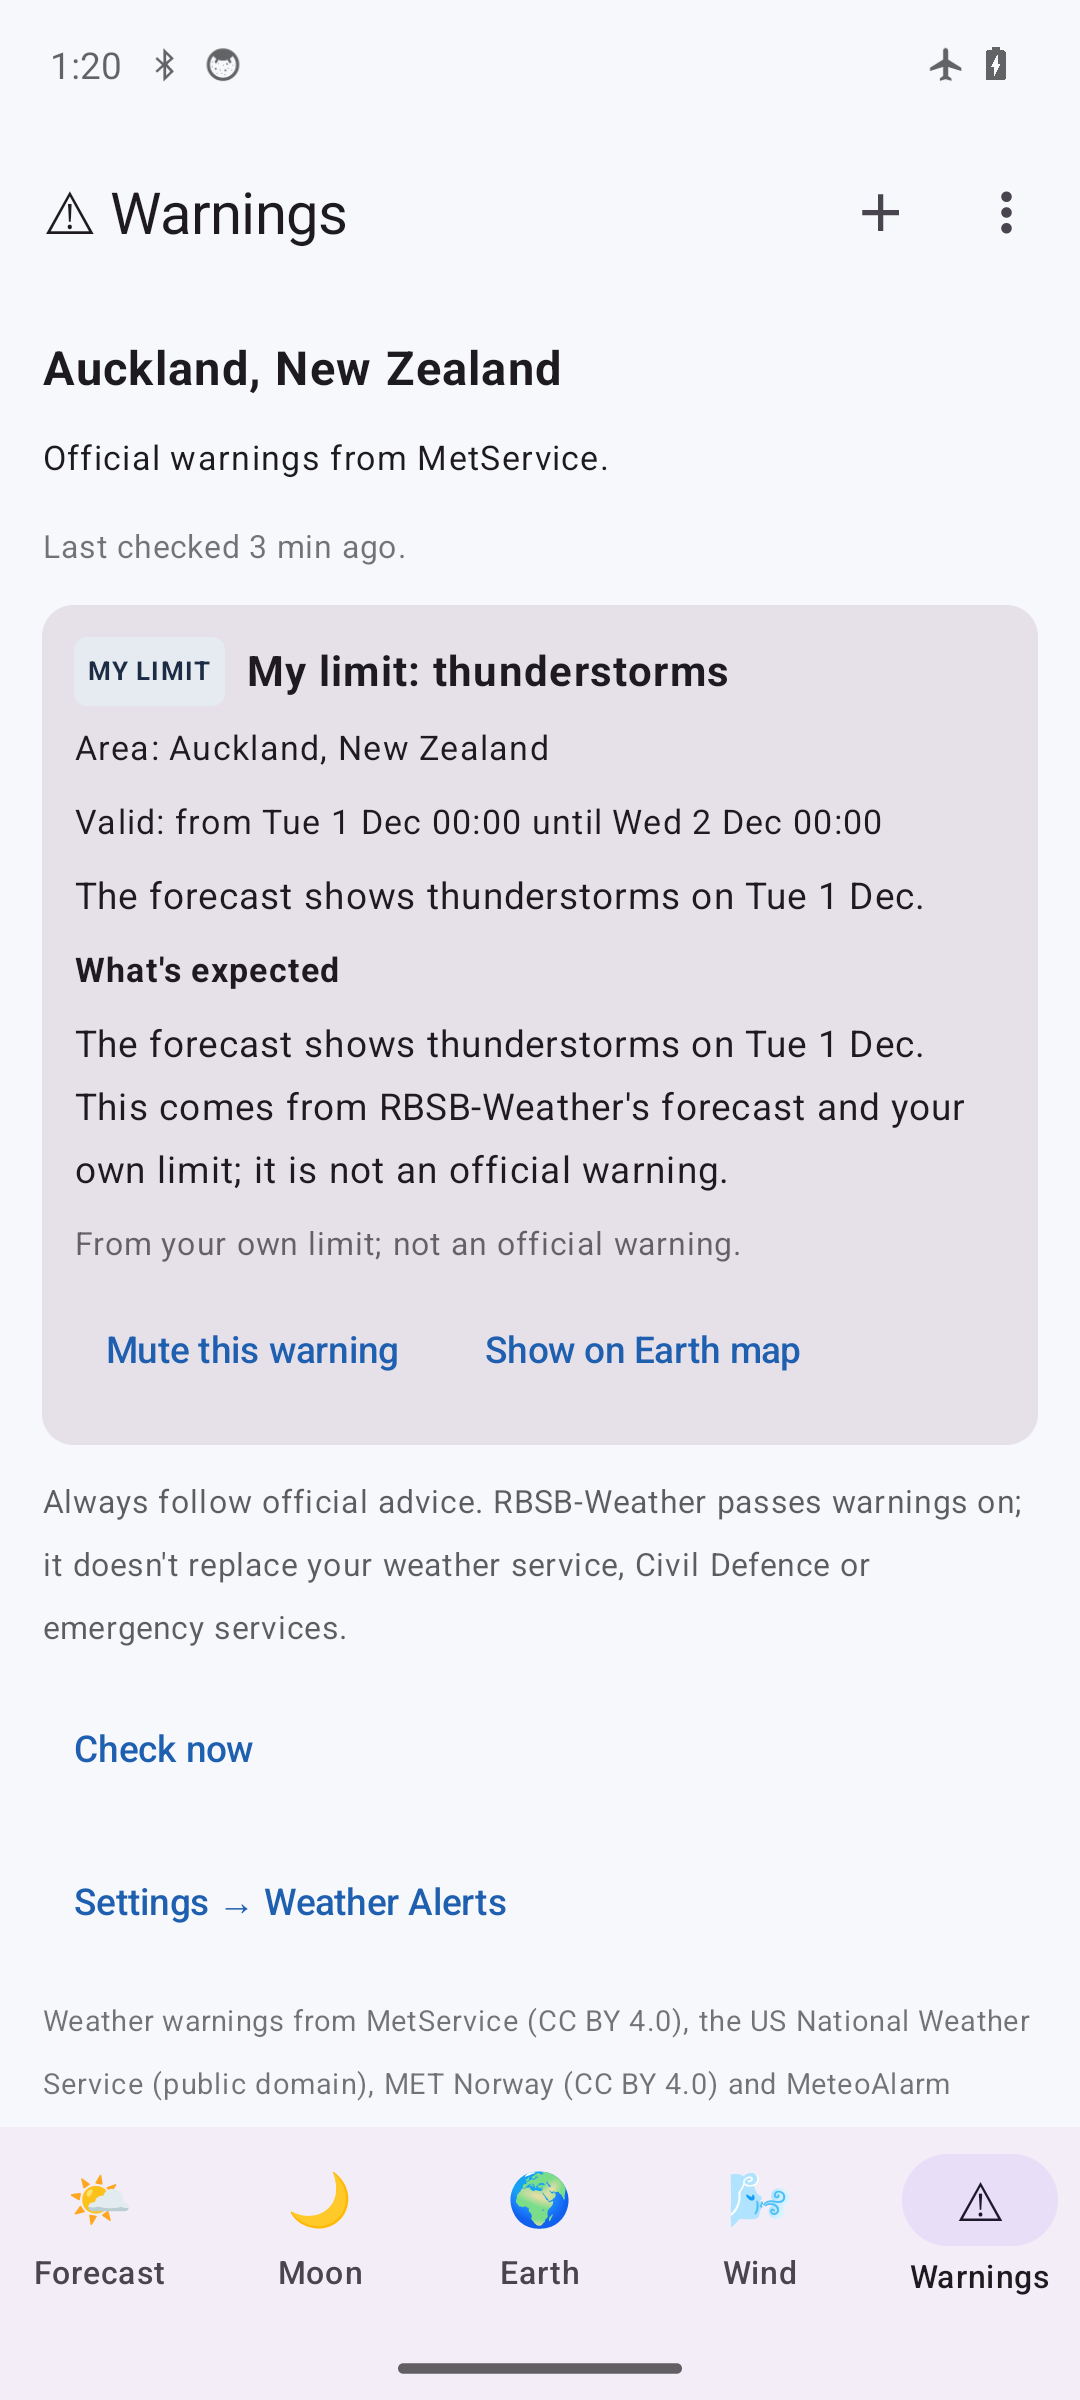 1:20
⚠ Warnings
Auckland, New Zealand
Official warnings from MetService.
Last checked 3 min ago.
MY LIMIT My limit: thunderstorms
Area: Auckland, New Zealand
Valid: from Tue 1 Dec 00:00 until Wed 2 Dec 00:00
The forecast shows thunderstorms on Tue 1 Dec.
What's expected
The forecast shows thunderstorms on Tue 1 Dec.
This comes from RBSB-Weather's forecast and your
own limit; it is not an official warning.
From your own limit; not an official warning.
Mute this warning Show on Earth map
Always follow official advice. RBSB-Weather passes warnings on;
it doesn't replace your weather service, Civil Defence or
emergency services.
Check now
Settings → Weather Alerts
Weather warnings from MetService (CC BY 4.0), the US National Weather
Service (public domain), MET Norway (CC BY 4.0) and MeteoAlarm
Forecast Moon Earth Wind Warnings